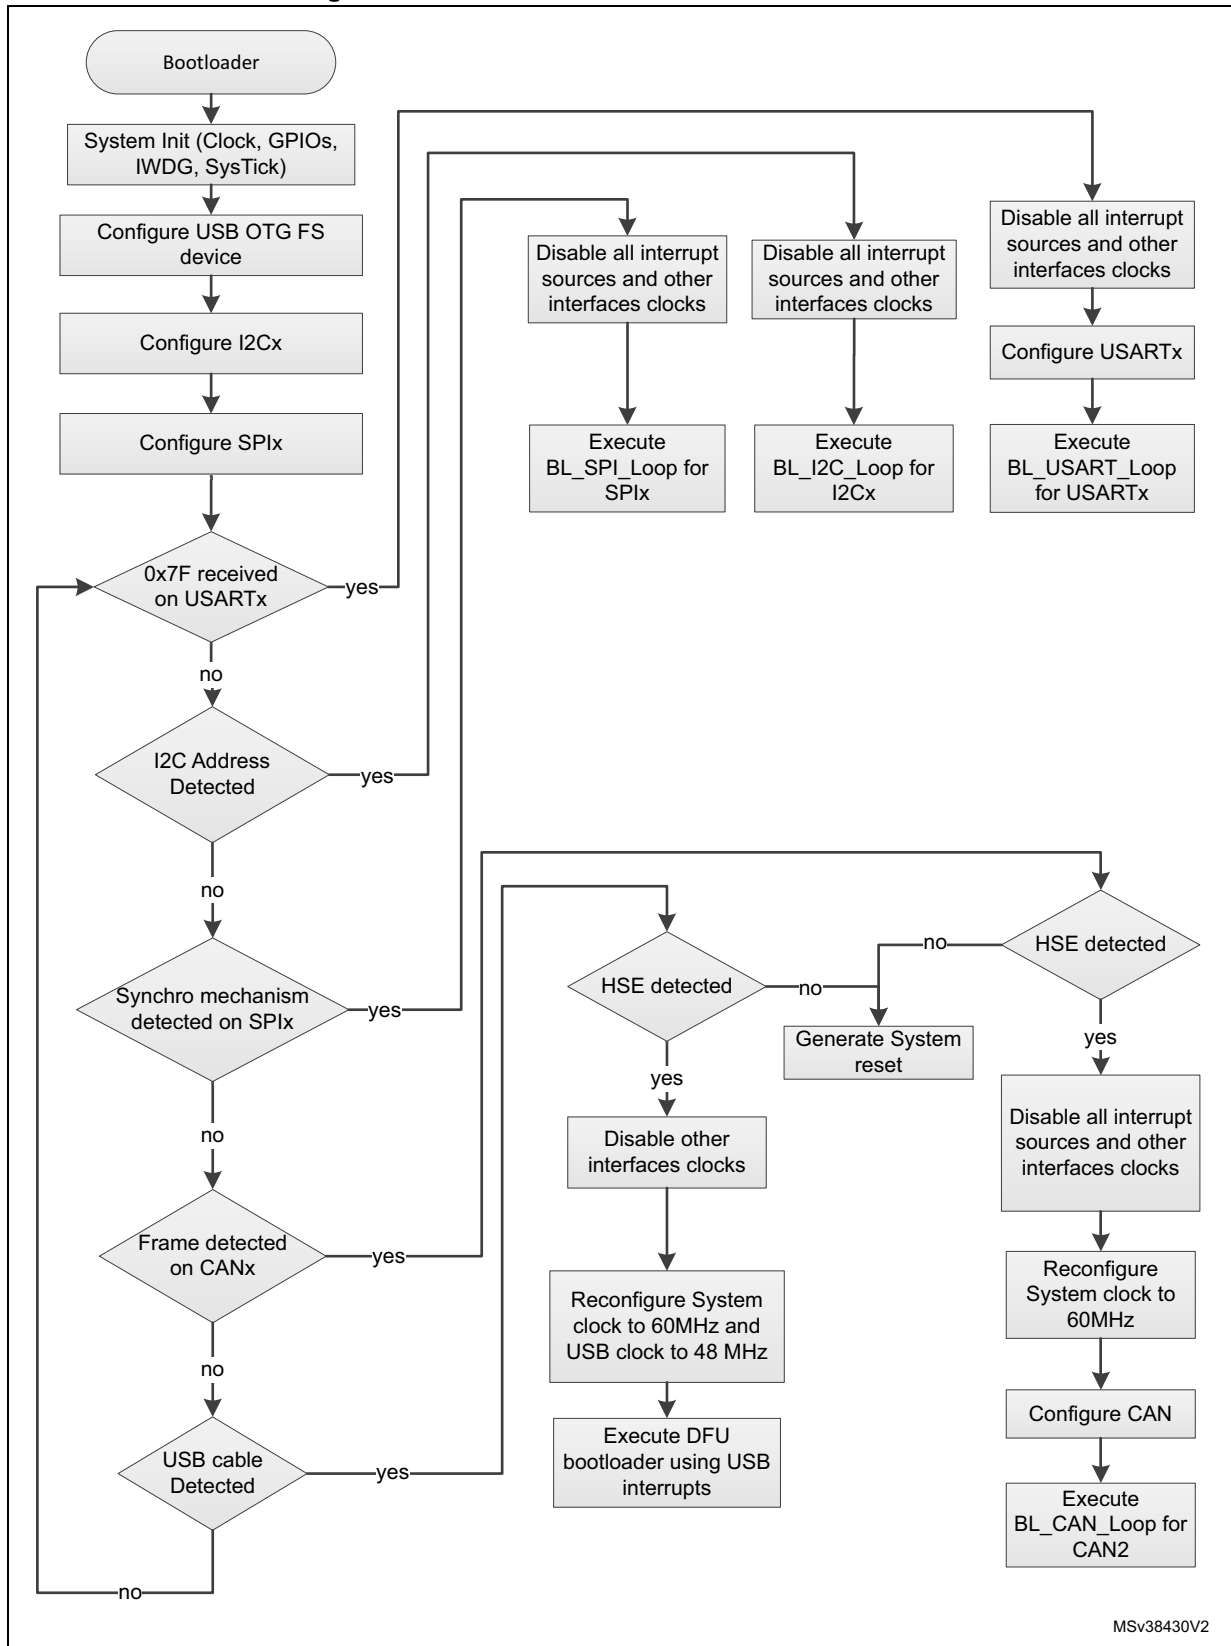 Bootloader
System Init (Clock, GPIOs,
IWDG, SysTick)
Configure USB OTG FS
device
Configure I2Cx
Configure SPIx
0x7F received
on USARTx
yes
no
I2C Address
Detected
yes
no
Synchro mechanism
detected on SPIx
yes
no
Frame detected
on CANx
yes
no
USB cable
Detected
yes
no
Disable all interrupt
sources and other
interfaces clocks
Execute
BL_SPI_Loop for
SPIx
Disable all interrupt
sources and other
interfaces clocks
Execute
BL_I2C_Loop for
I2Cx
Disable all interrupt
sources and other
interfaces clocks
Configure USARTx
Execute
BL_USART_Loop
for USARTx
HSE detected
no
yes
Disable other
interfaces clocks
Reconfigure System
clock to 60MHz and
USB clock to 48 MHz
Execute DFU
bootloader using USB
interrupts
Generate System
reset
HSE detected
no
yes
Disable all interrupt
sources and other
interfaces clocks
Reconfigure
System clock to
60MHz
Configure CAN
Execute
BL_CAN_Loop for
CAN2
MSv38430V2